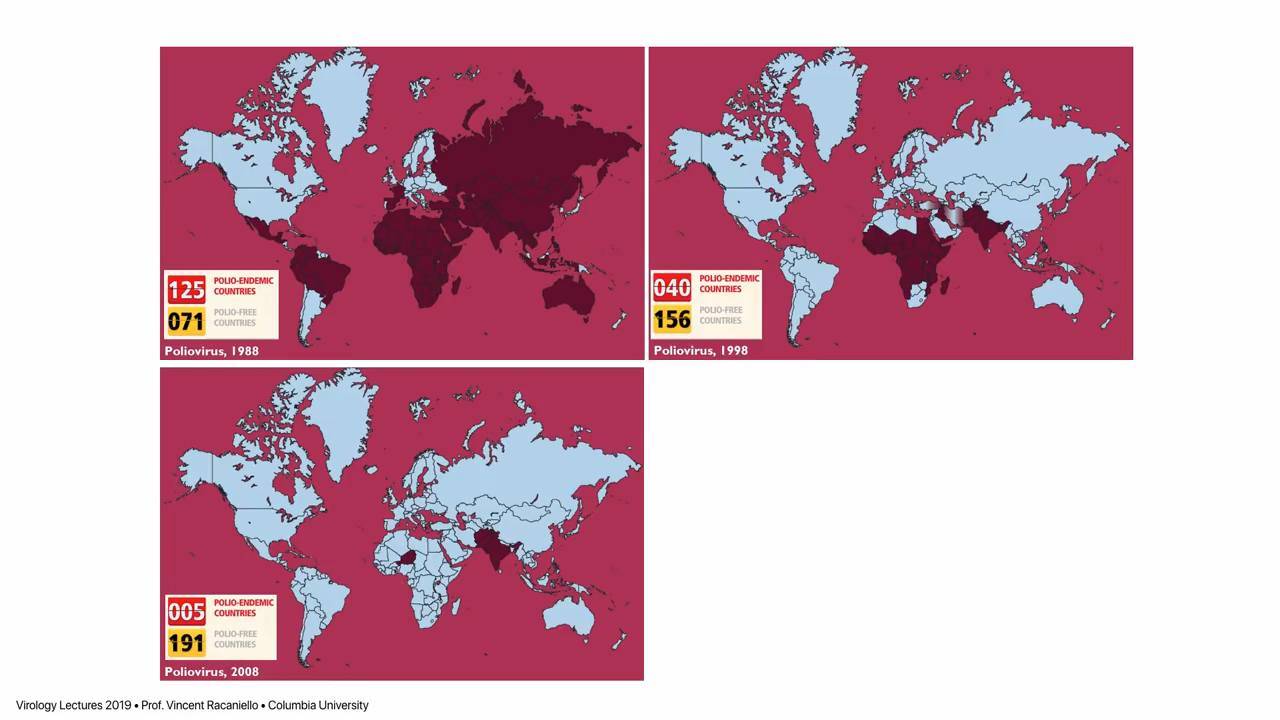 125
POLIO-ENDEMIC
COUNTRIES
071
POLIO-FREE
COUNTRIES
Poliovirus, 1988
040
POLIO-ENDEMIC
COUNTRIES
156
POLIO-FREE
COUNTRIES
Poliovirus, 1998
005
POLIO-ENDEMIC
COUNTRIES
191
POLIO-FREE
COUNTRIES
Poliovirus, 2008
Virology Lectures 2019 • Prof. Vincent Racaniello • Columbia University